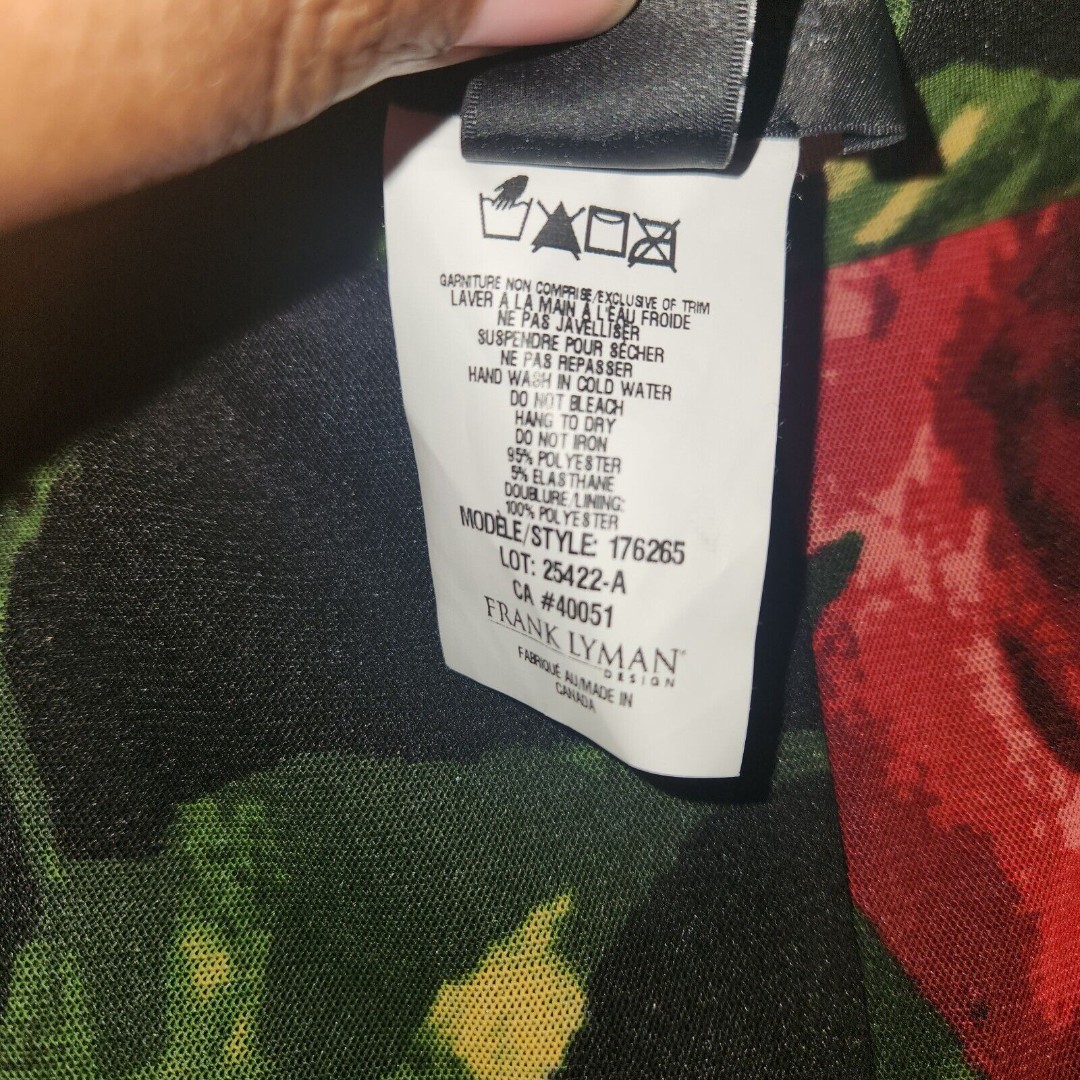 GARNITURE NON COMPRISE/EXCLUSIVE OF TRIM
LAVER A LA MAIN A L'EAU FROIDE
NE PAS JAVELLISER
SUSPENDRE POUR SÉCHER
NE PAS REPASSER
HAND WASH IN COLD WATER
DO NOT BLEACH
HANG TO DRY
DO NOT IRON
95% POLYESTER
5% ELASTHANE
DOUBLURE/LINING:
100% POLYESTER
MODÈLE/STYLE: 176265
LOT: 25422-A
CA #40051
FRANK LYMAN
DESIGN
FABRIQUÉ AU/MADE IN
CANADA